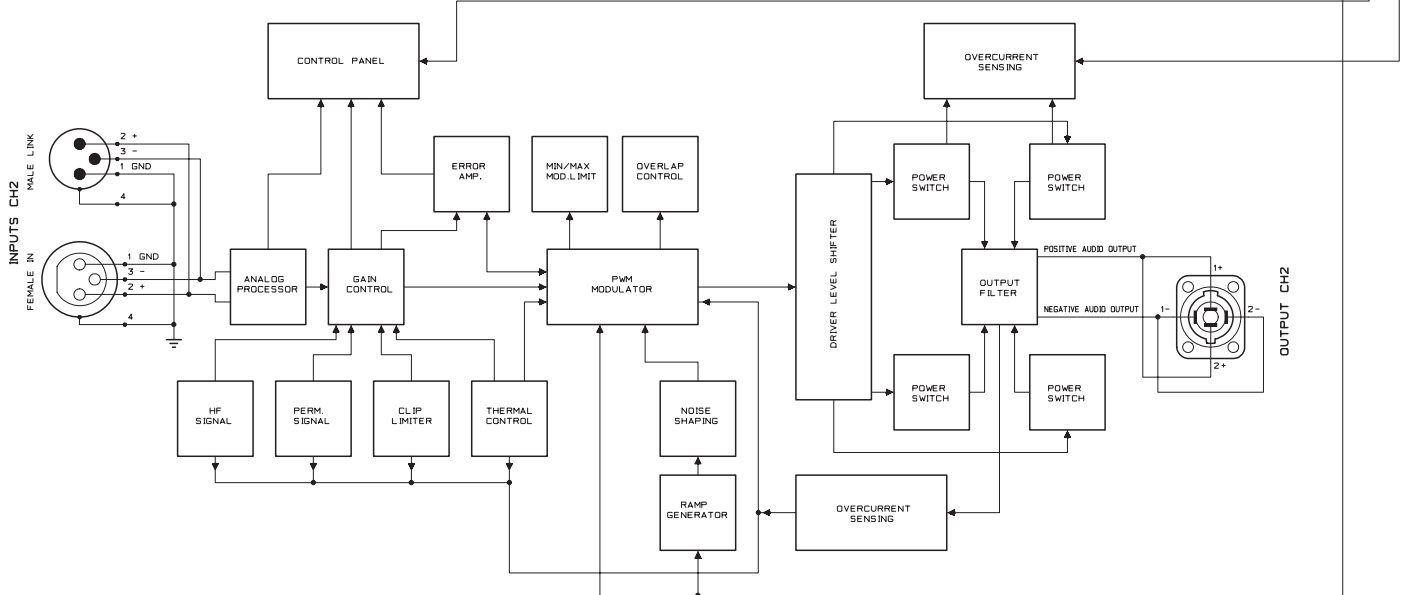 CONTROL PANEL
OVERCURRENT
SENSING
INPUTS CH2
MALE LINK
2 +
3 -
1 GND
4
ERROR
AMP.
MIN/MAX
MOD.LIMIT
OVERLAP
CONTROL
DRIVER LEVEL SHIFTER
POWER
SWITCH
POWER
SWITCH
FEMALE IN
1 GND
3 -
2 +
4
ANALOG
PROCESSOR
GAIN
CONTROL
PWM
MODULATOR
OUTPUT
FILTER
POSITIVE AUDIO OUTPUT
NEGATIVE AUDIO OUTPUT
1+
1-
2-
2+
OUTPUT CH2
HF
SIGNAL
PERM.
SIGNAL
CLIP
LIMITER
THERMAL
CONTROL
NOISE
SHAPING
POWER
SWITCH
POWER
SWITCH
RAMP
GENERATOR
OVERCURRENT
SENSING